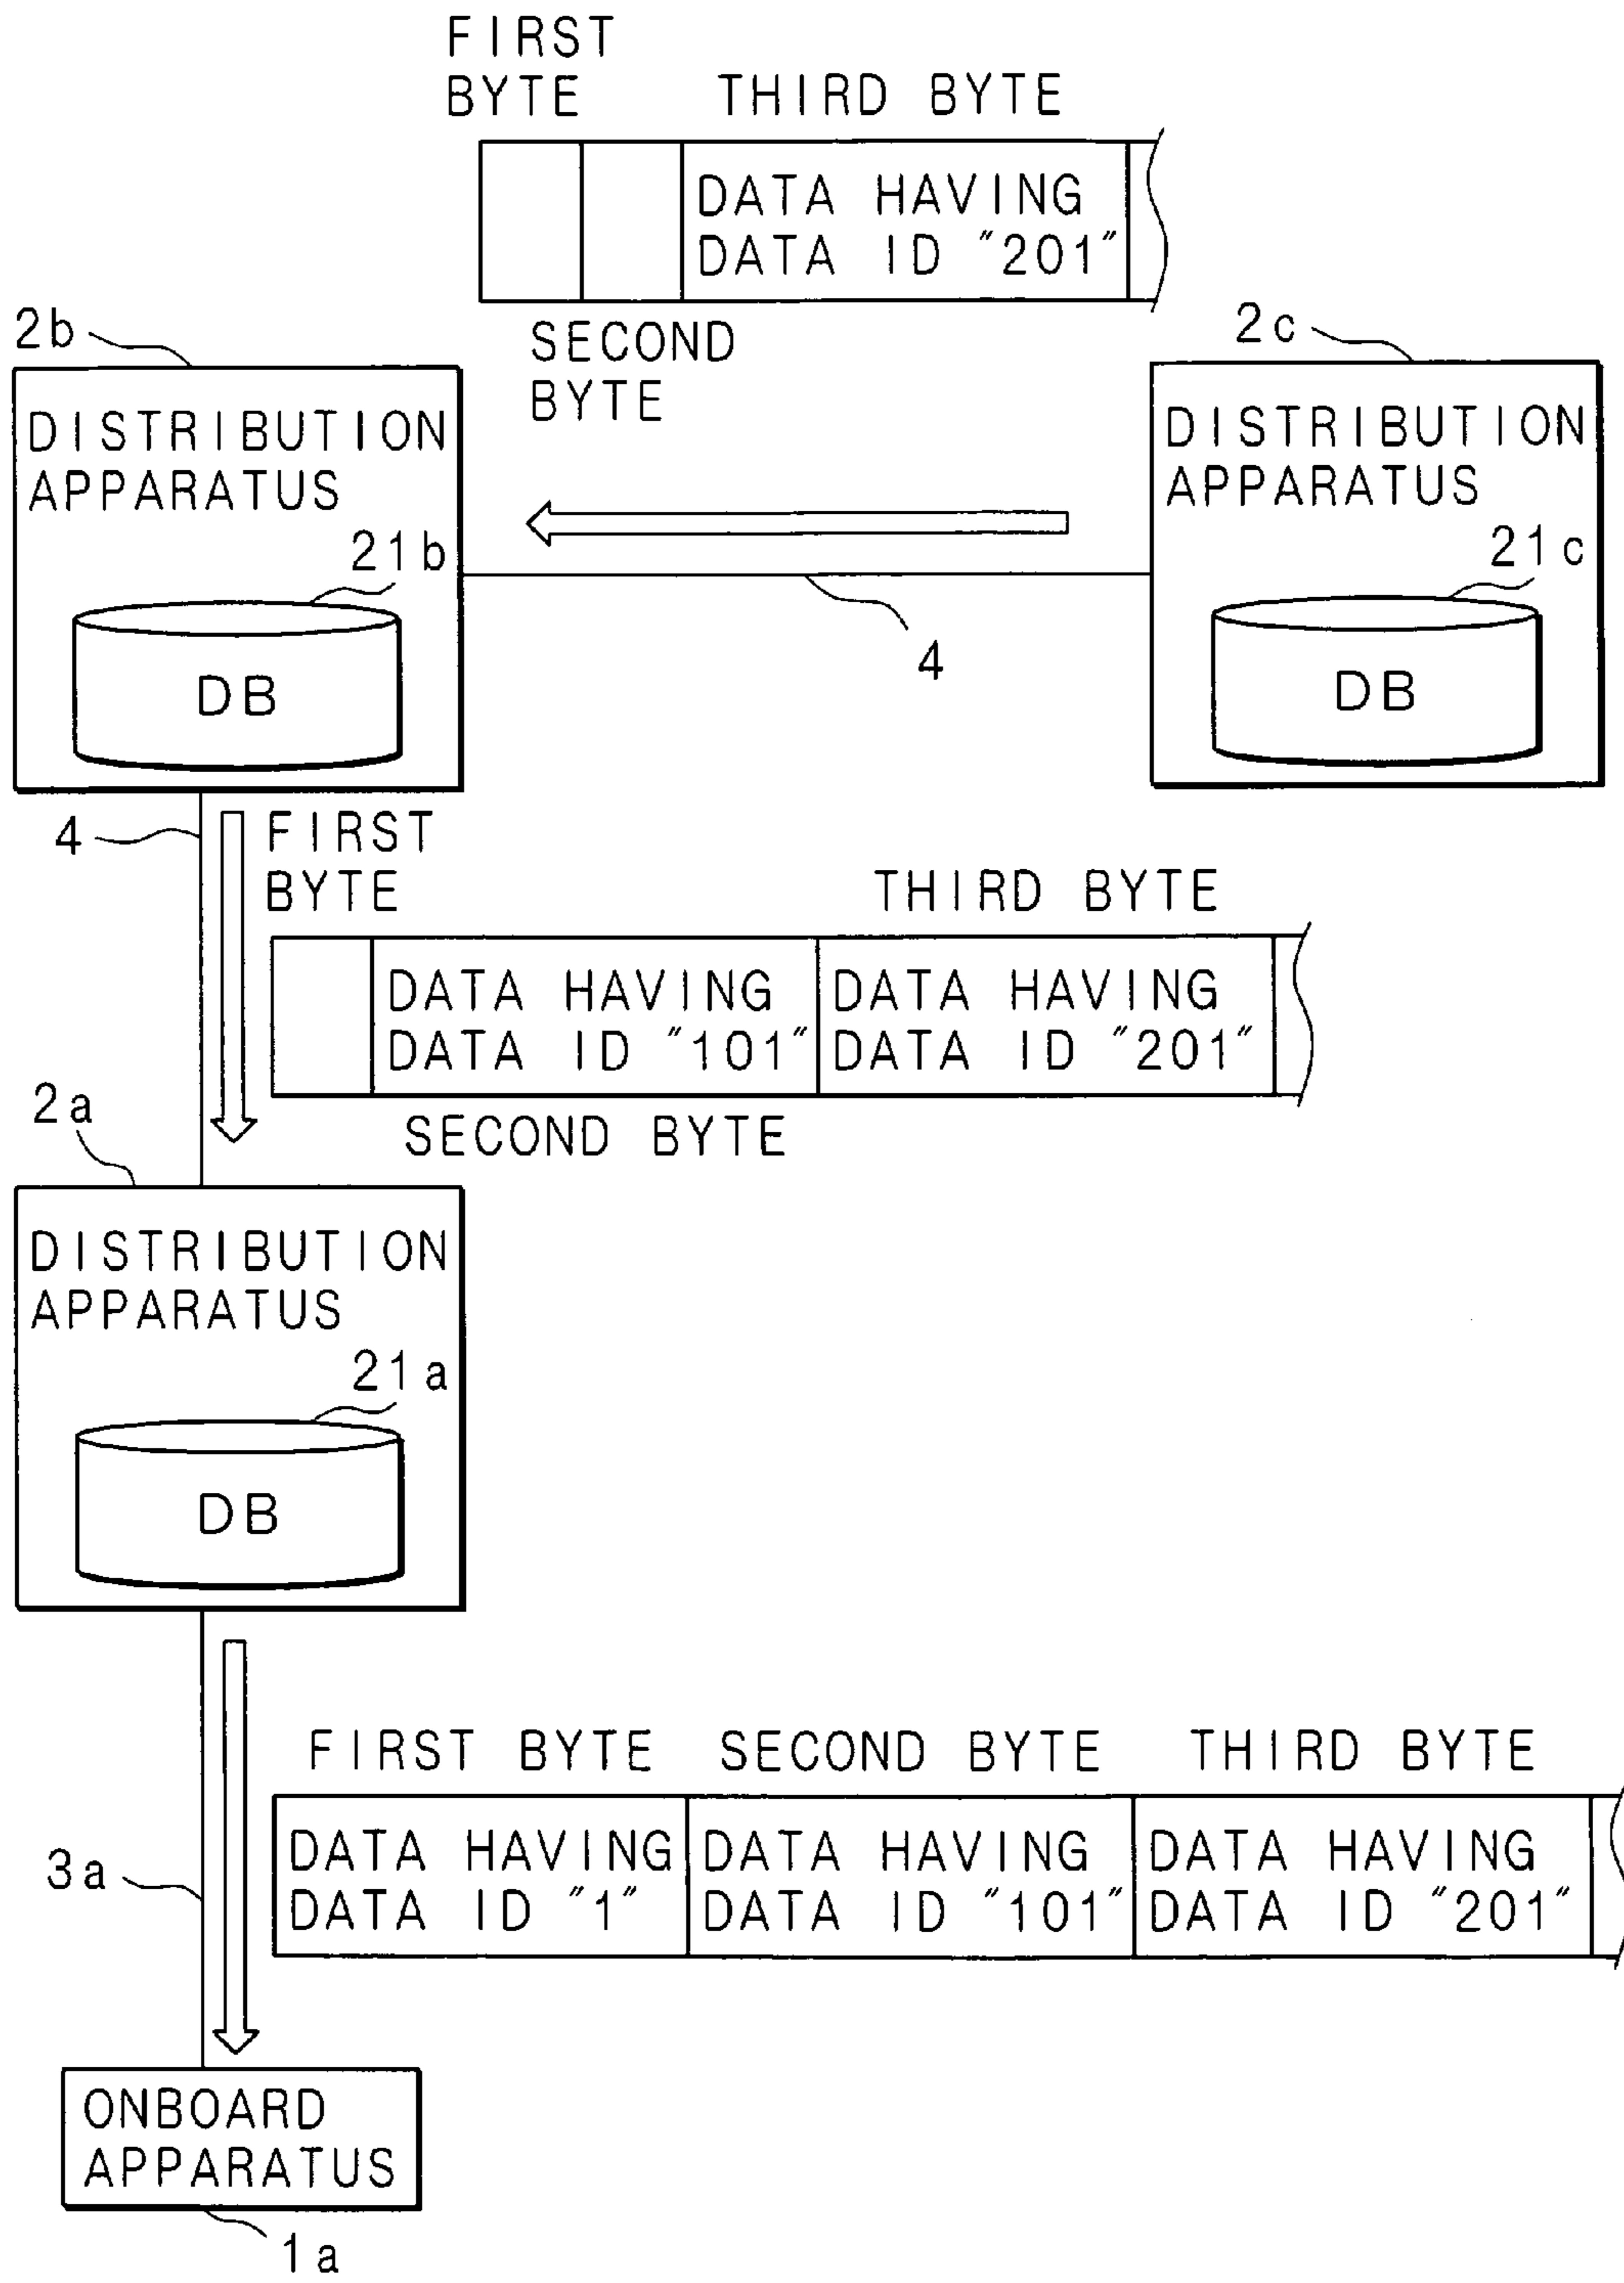 FIRST
BYTE
THIRD BYTE
DATA HAVING
DATA ID "201"
SECOND
BYTE
2b
DISTRIBUTION
APPARATUS
21b
DB
2c
DISTRIBUTION
APPARATUS
21c
DB
4
4
FIRST
BYTE
THIRD BYTE
DATA HAVING
DATA ID "101"
DATA HAVING
DATA ID "201"
SECOND BYTE
2a
DISTRIBUTION
APPARATUS
21a
DB
3a
FIRST BYTE
SECOND BYTE
THIRD BYTE
DATA HAVING
DATA ID "1"
DATA HAVING
DATA ID "101"
DATA HAVING
DATA ID "201"
ONBOARD
APPARATUS
1a